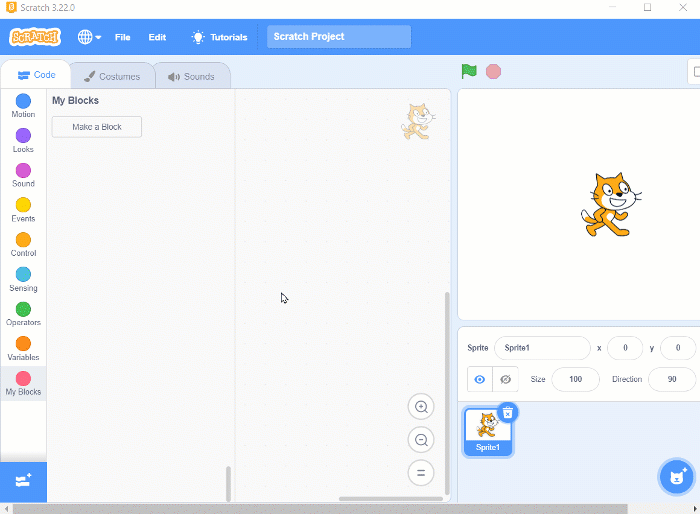 Scratch 3.22.0
SCRATCH File Edit Tutorials Scratch Project
Code Costumes Sounds
My Blocks
Make a Block
Motion
Looks
Sound
Events
Control
Sensing
Operators
Variables
My Blocks
Sprite Sprite1 x 0 y 0
Size 100 Direction 90
Sprite1